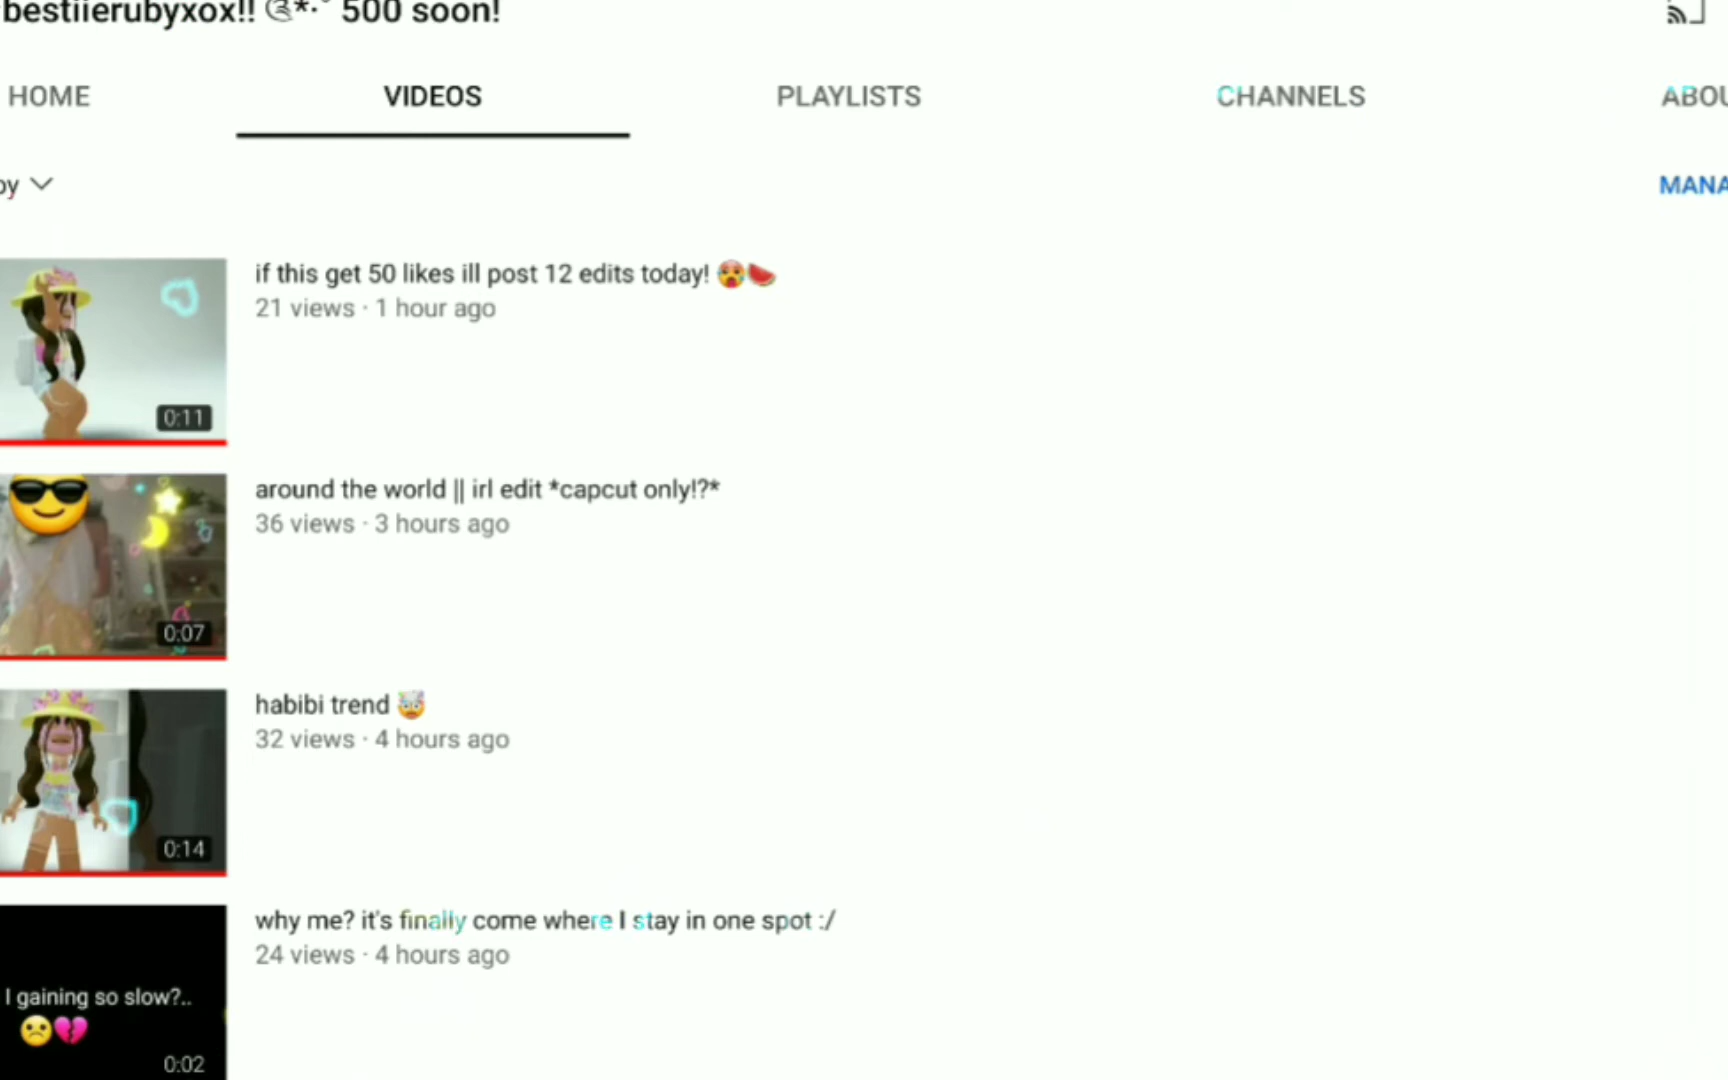 bestiierubyxox!! 500 soon!
HOME
VIDEOS
PLAYLISTS
CHANNELS
ABOU
by
MANA
if this get 50 likes ill post 12 edits today! 🥵🍉
21 views · 1 hour ago
0:11
around the world || irl edit *capcut only!?*
36 views · 3 hours ago
0:07
habibi trend 🤯
32 views · 4 hours ago
0:14
why me? it's finally come where I stay in one spot :/
24 views · 4 hours ago
I gaining so slow?..
☹️💔
0:02